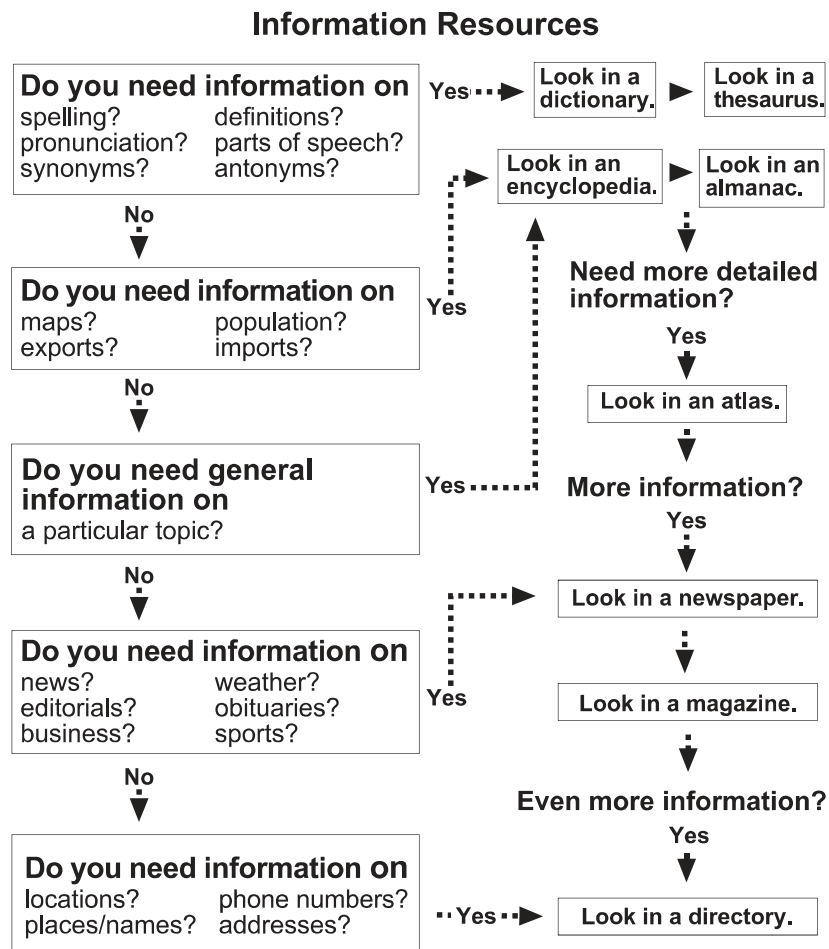 Information Resources
Do you need information on
spelling? definitions?
pronunciation? parts of speech?
synonyms? antonyms?
Yes
Look in a
dictionary.
Look in a
thesaurus.
No
Look in an
encyclopedia.
Look in an
almanac.
Do you need information on
maps? population?
exports? imports?
Yes
Need more detailed
information?
Yes
No
Look in an atlas.
Do you need general
information on
a particular topic?
Yes
More information?
Yes
No
Look in a newspaper.
Do you need information on
news? weather?
editorials? obituaries?
business? sports?
Yes
Look in a magazine.
No
Even more information?
Yes
Do you need information on
locations? phone numbers?
places/names? addresses?
Yes
Look in a directory.